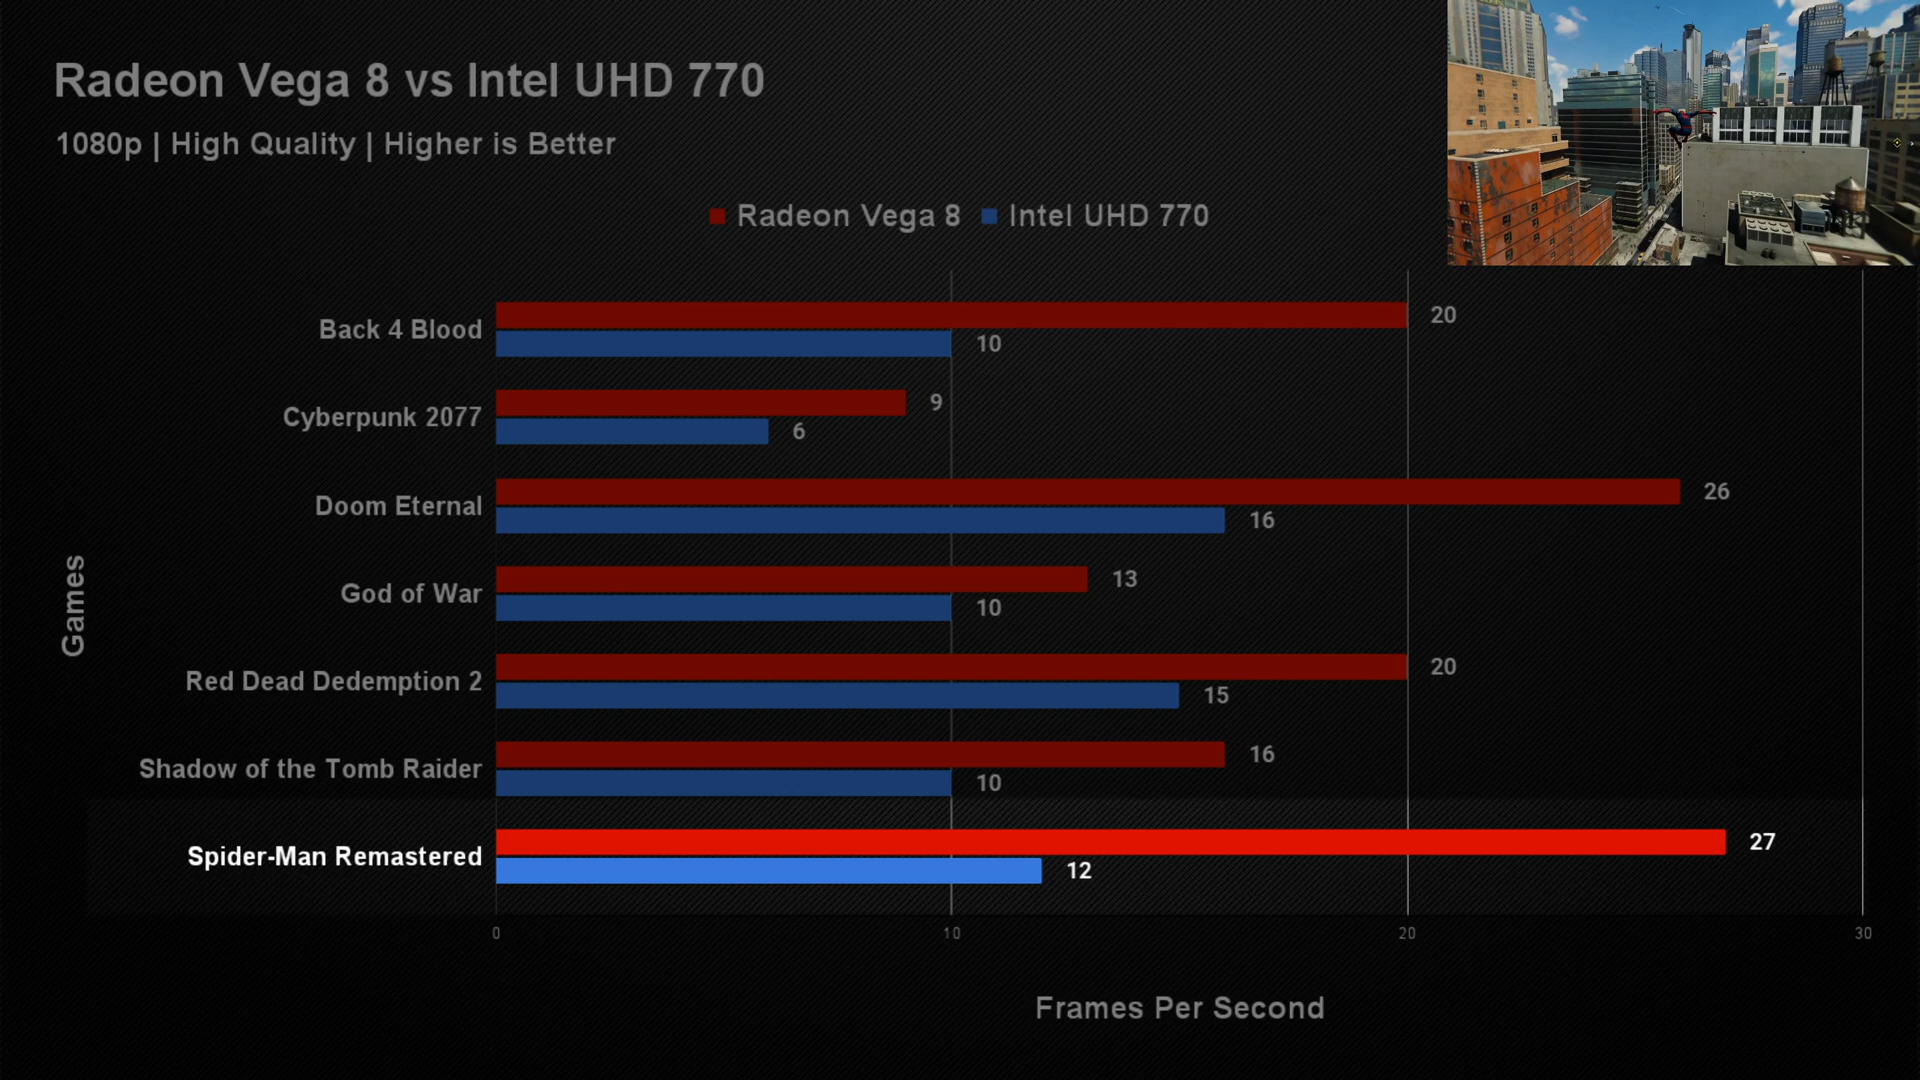 Radeon Vega 8 vs Intel UHD 770
1080p | High Quality | Higher is Better
Radeon Vega 8 Intel UHD 770
Back 4 Blood
20
10
Cyberpunk 2077
9
6
Doom Eternal
26
16
God of War
13
10
Red Dead Dedemption 2
20
15
Shadow of the Tomb Raider
16
10
Spider-Man Remastered
27
12
Games
0 10 20 30
Frames Per Second